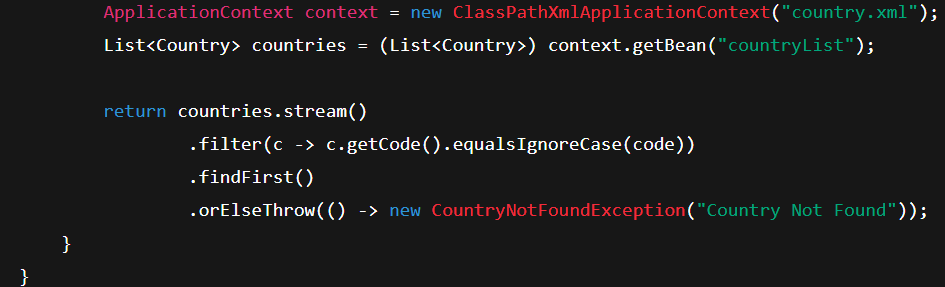 ApplicationContext context = new ClassPathXmlApplicationContext("country.xml");
List<Country> countries = (List<Country>) context.getBean("countryList");
return countries.stream()
.filter(c -> c.getCode().equalsIgnoreCase(code))
.findFirst()
.orElseThrow(() -> new CountryNotFoundException("Country Not Found"));
}
}